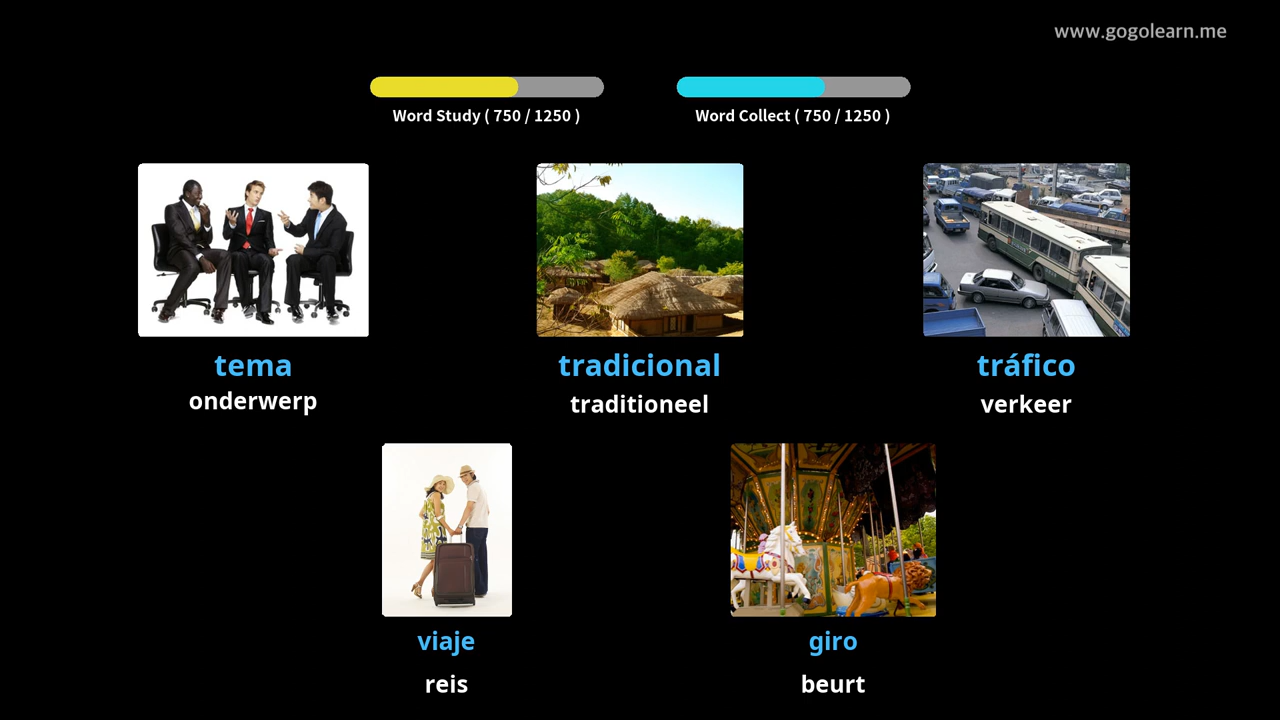 www.gogolearn.me
Word Study ( 750 / 1250 )
Word Collect ( 750 / 1250 )
tema
onderwerp
tradicional
traditioneel
tráfico
verkeer
viaje
reis
giro
beurt